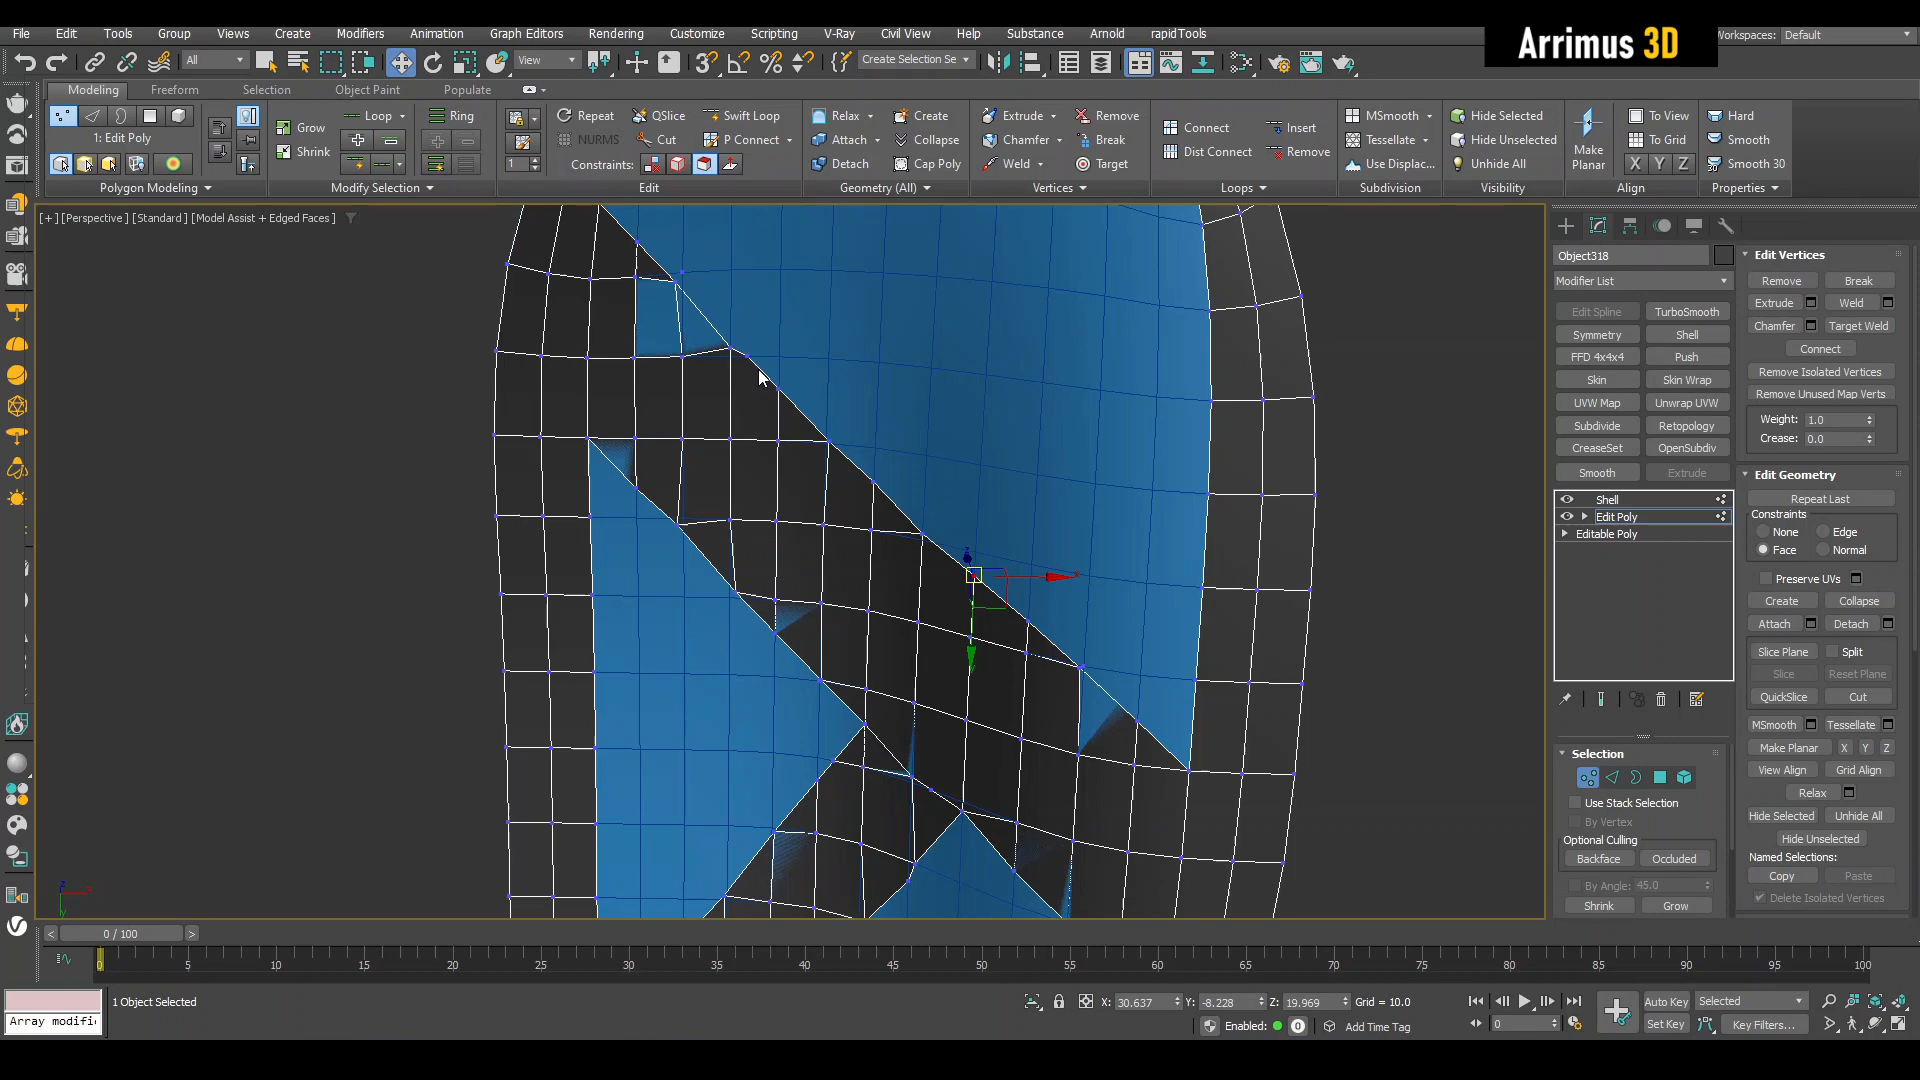 File Edit Tools Group Views Create Modifiers Animation Graph Editors Rendering Customize Scripting V-Ray Civil View Help Substance Arnold rapidTools
Arrimus 3D
Workspaces: Default
All View Create Selection Se
Modeling Freeform Selection Object Paint Populate
1: Edit Poly
Polygon Modeling
Grow Loop Ring
Shrink
Modify Selection
Repeat QSlice Swift Loop
NURMS Cut P Connect
1 Constraints:
Edit
Relax Create
Attach Collapse
Detach Cap Poly
Geometry (All)
Extrude Remove
Chamfer Break
Weld Target
Vertices
Connect Insert
Dist Connect Remove
Loops
MSmooth
Tessellate
Use Displac...
Subdivision
Hide Selected
Hide Unselected
Unhide All
Visibility
Make Planar
To View
To Grid
X Y Z
Align
Hard
Smooth
Smooth 30
Properties
[+] [Perspective] [Standard] [Model Assist + Edged Faces]
z
x
y
Object318
Modifier List
Edit Spline TurboSmooth
Symmetry Shell
FFD 4x4x4 Push
Skin Skin Wrap
UVW Map Unwrap UVW
Subdivide Retopology
CreaseSet OpenSubdiv
Smooth Extrude
Shell
Edit Poly
Editable Poly
Selection
Use Stack Selection
By Vertex
Optional Culling
Backface Occluded
By Angle: 45.0
Shrink Grow
Edit Vertices
Remove Break
Extrude Weld
Chamfer Target Weld
Connect
Remove Isolated Vertices
Remove Unused Map Verts
Weight: 1.0
Crease: 0.0
Edit Geometry
Repeat Last
Constraints
None Edge
Face Normal
Preserve UVs
Create Collapse
Attach Detach
Slice Plane Split
Slice Reset Plane
QuickSlice Cut
MSmooth Tessellate
Make Planar X Y Z
View Align Grid Align
Relax
Hide Selected Unhide All
Hide Unselected
Named Selections:
Copy Paste
Delete Isolated Vertices
< 0 / 100 >
0 5 10 15 20 25 30 35 40 45 50 55 60 65 70 75 80 85 90 95 100
1 Object Selected
Array modifi
X: 30.637 Y: -8.228 Z: 19.969 Grid = 10.0
Enabled: 0 Add Time Tag
0
Auto Key Selected
Set Key Key Filters...